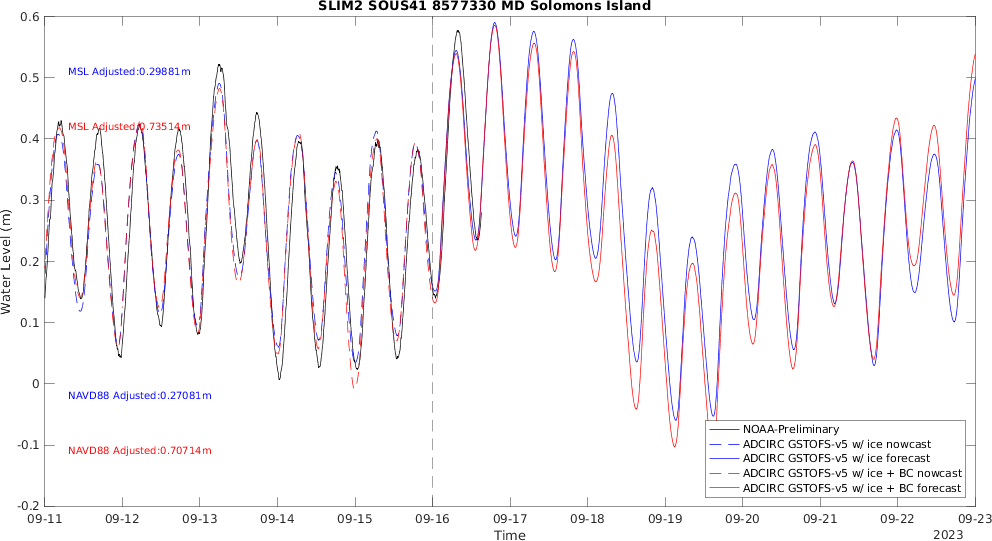 SLIM2 SOUS41 8577330 MD Solomons Island
0.6
0.5
0.4
0.3
0.2
0.1
0
-0.1
-0.2
Water Level (m)
MSL Adjusted:0.29881m
MSL Adjusted:0.73514m
NAVD88 Adjusted:0.27081m
NAVD88 Adjusted:0.70714m
NOAA-Preliminary
ADCIRC GSTOFS-v5 w/ ice nowcast
ADCIRC GSTOFS-v5 w/ ice forecast
ADCIRC GSTOFS-v5 w/ ice + BC nowcast
ADCIRC GSTOFS-v5 w/ ice + BC forecast
09-11 09-12 09-13 09-14 09-15 09-16 09-17 09-18 09-19 09-20 09-21 09-22 09-23
Time
2023